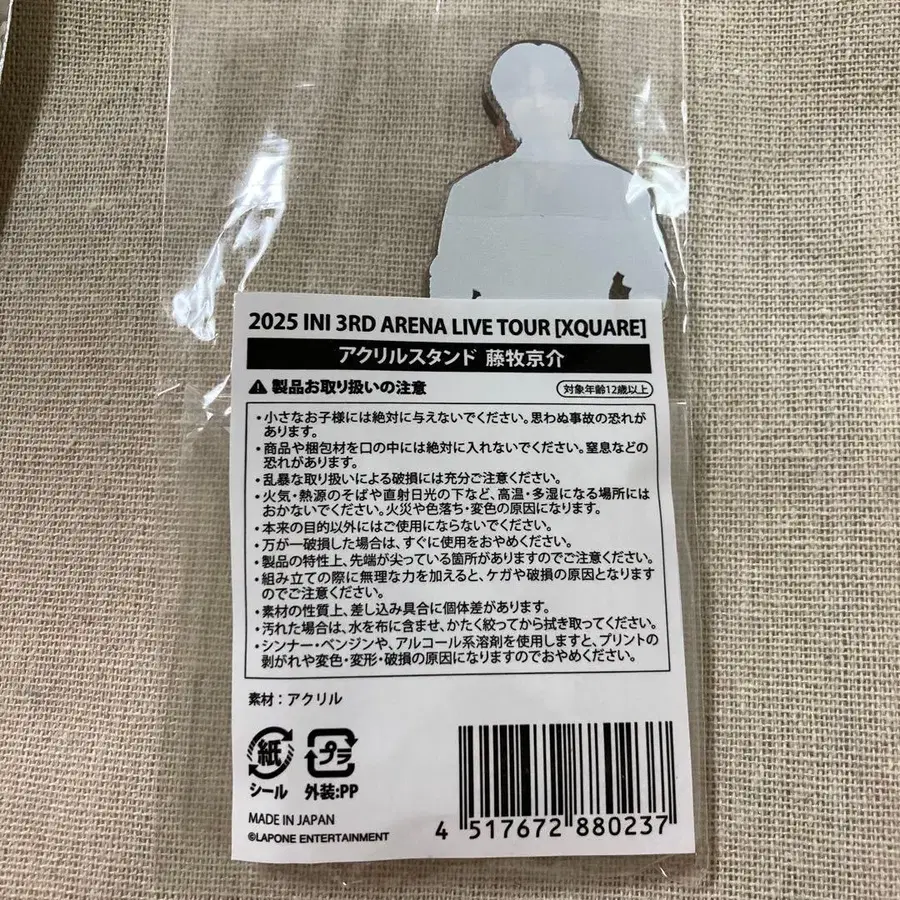 2025 INI 3RD ARENA LIVE TOUR [XQUARE]
アクリルスタンド 藤牧京介
製品お取り扱いの注意
対象年齢12歳以上
・小さなお子様には絶対に与えないでください。思わぬ事故の恐れが
あります。
・商品や梱包材を口の中には絶対に入れないでください。窒息などの
恐れがあります。
・乱暴な取り扱いによる破損には充分ご注意ください。
・火気・熱源のそばや直射日光の下など、高温・多湿になる場所には
おかないでください。火災や色落ち・変色の原因になります。
・本来の目的以外にはご使用にならないでください。
・万が一破損した場合は、すぐに使用をおやめください。
・製品の特性上、先端が尖っている箇所がありますのでご注意ください。
・組み立ての際に無理な力を加えると、ケガや破損の原因となります
のでご注意ください。
・素材の性質上、差し込み具合に個体差があります。
・汚れた場合は、水を布に含ませ、かたく絞ってから拭き取ってください。
・シンナー・ベンジンや、アルコール系溶剤を使用しますと、プリントの
剥がれや変色・変形・破損の原因になりますのでおやめください。
素材：アクリル
紙
プラ
シール
外装:PP
MADE IN JAPAN
©LAPONE ENTERTAINMENT
4 517672 880237